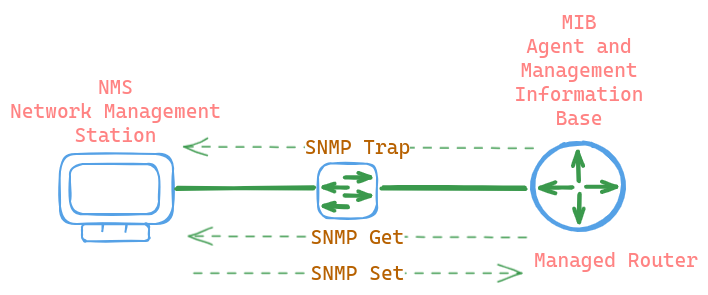 MIB
Agent and
Management
Information
Base
NMS
Network Management
Station
SNMP Trap
SNMP Get
Managed Router
SNMP Set